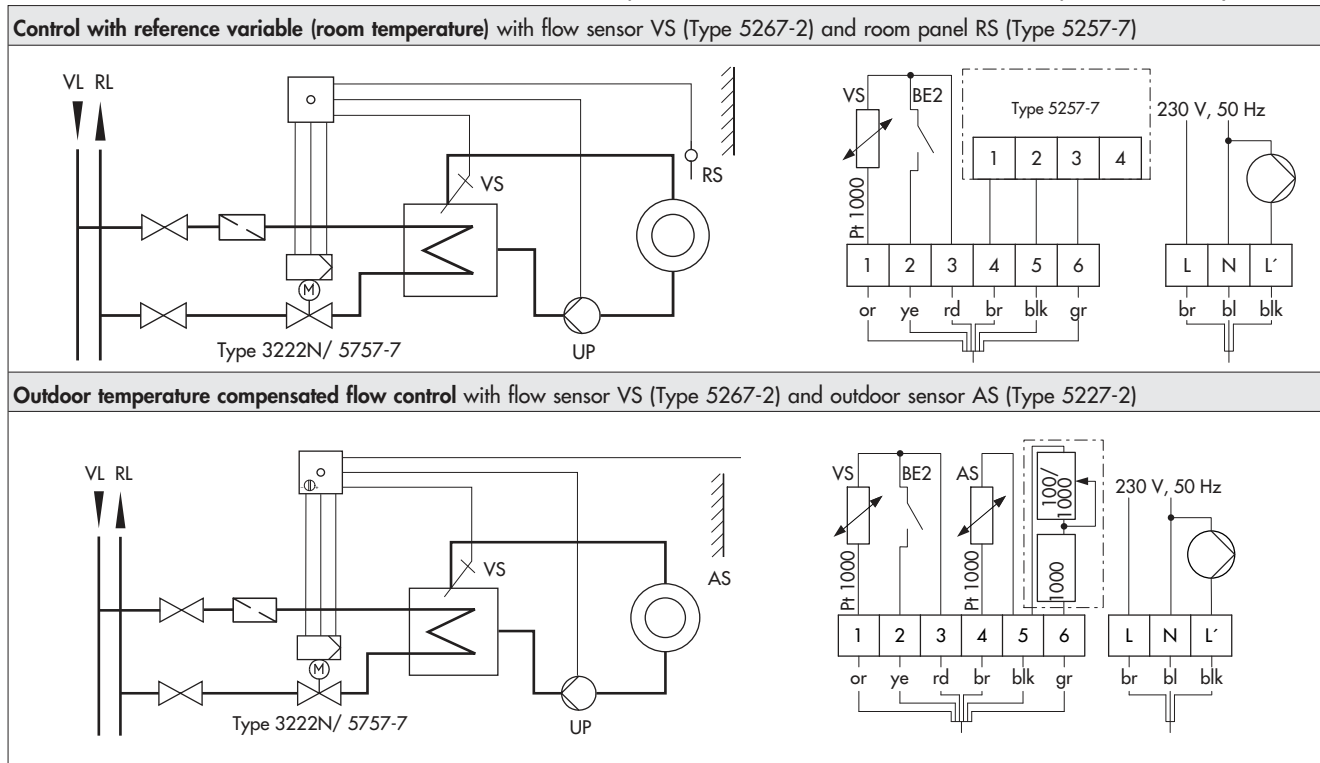 Control with reference variable (room temperature) with flow sensor VS (Type 5267-2) and room panel RS (Type 5257-7)
VL RL
VS
RS
M
Type 3222N/ 5757-7
UP
VS
BE2
Type 5257-7
230 V, 50 Hz
1 2 3 4
Pt 1000
1 2 3 4 5 6
L N L´
or ye rd br blk gr
br bl blk
Outdoor temperature compensated flow control with flow sensor VS (Type 5267-2) and outdoor sensor AS (Type 5227-2)
VL RL
VS
AS
M
Type 3222N/ 5757-7
UP
VS
BE2
AS
100/
1000
230 V, 50 Hz
Pt 1000
Pt 1000
1000
1 2 3 4 5 6
L N L´
or ye rd br blk gr
br bl blk